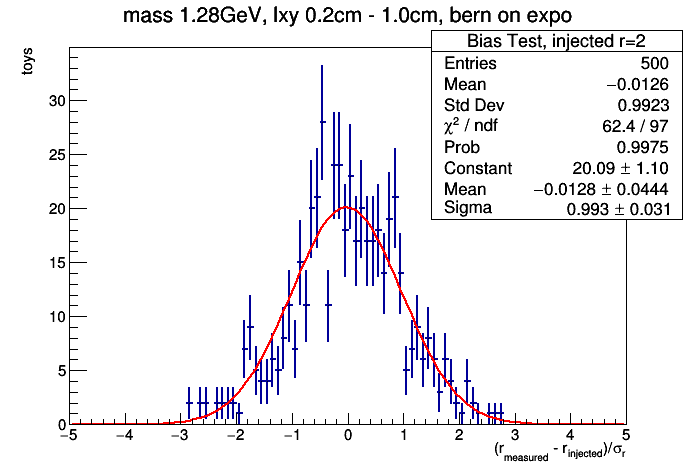 mass 1.28GeV, lxy 0.2cm - 1.0cm, bern on expo
Bias Test, injected r=2
Entries 500
Mean −0.0126
Std Dev 0.9923
χ² / ndf 62.4 / 97
Prob 0.9975
Constant 20.09 ± 1.10
Mean −0.0128 ± 0.0444
Sigma 0.993 ± 0.031
toys
30
25
20
15
10
5
0
−5 −4 −3 −2 −1 0 1 2 3 4 5
(r_measured - r_injected)/σ_r